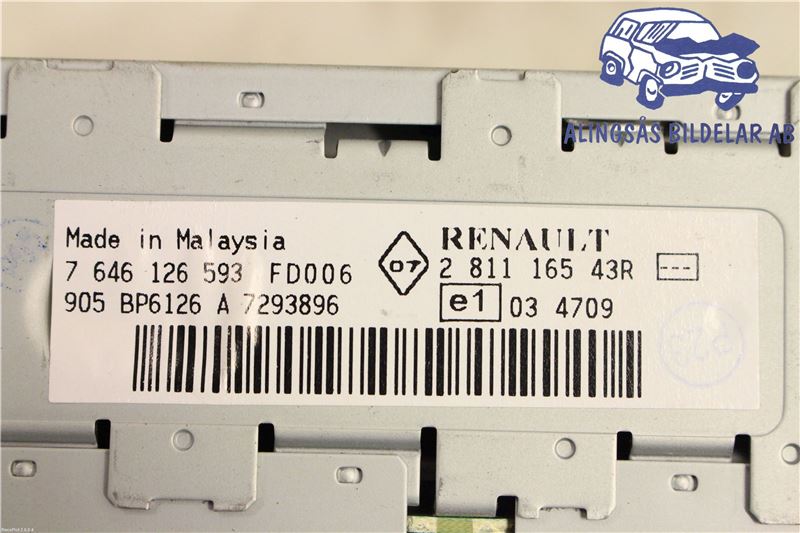 ALINGSÅS BILDELAR AB
Made in Malaysia
7 646 126 593 FD006
905 BP6126 A 7293896
07
RENAULT
2 811 165 43R ---
e1 03 4709
P25